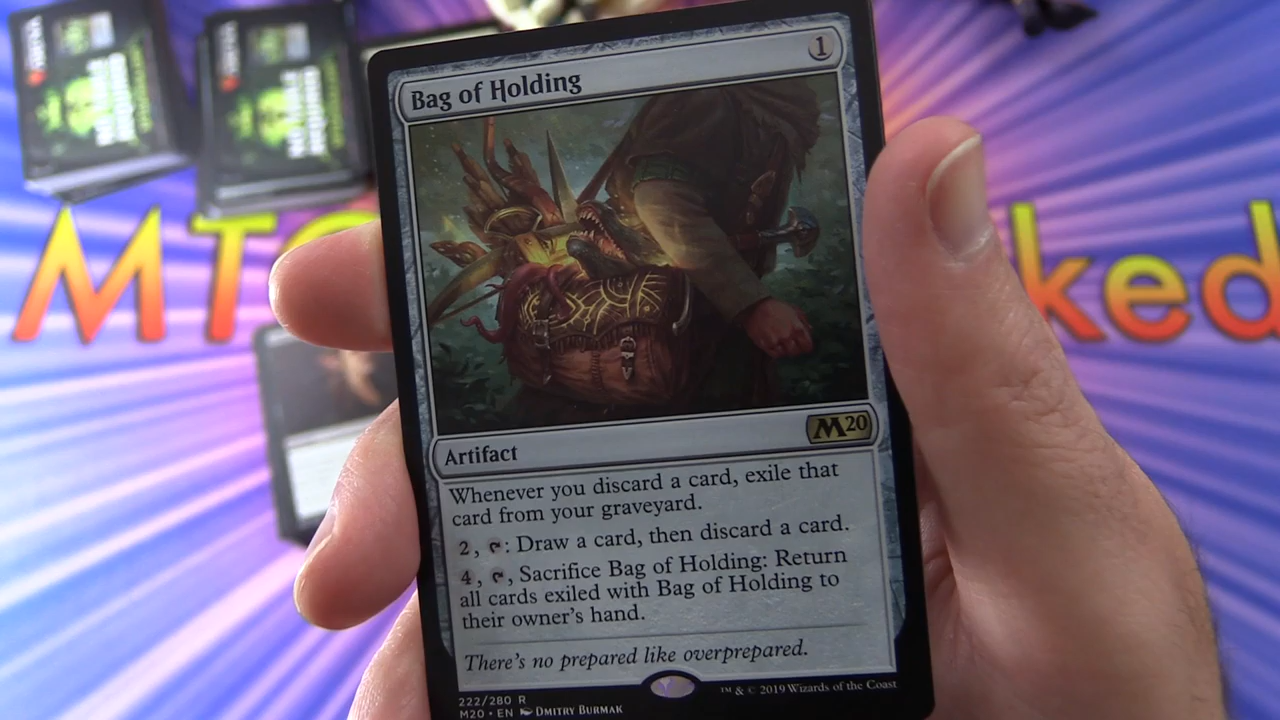 Bag of Holding
1
M20
Artifact
Whenever you discard a card, exile that
card from your graveyard.
2, T: Draw a card, then discard a card.
4, T, Sacrifice Bag of Holding: Return
all cards exiled with Bag of Holding to
their owner's hand.
There's no prepared like overprepared.
222/280 R
M20 • EN Dmitry Burmak
™ & © 2019 Wizards of the Coast
MT
ked